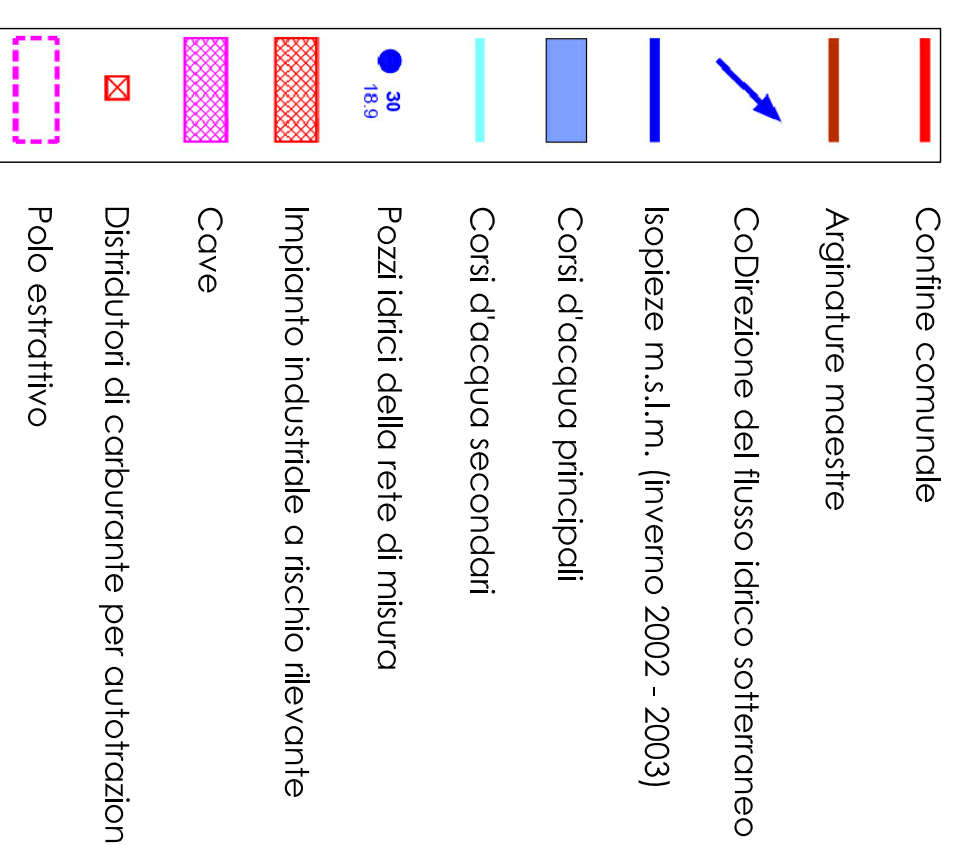 Confine comunale
Arginature maestre
CoDirezione del flusso idrico sotterraneo
Isopieze m.s.l.m. (inverno 2002 - 2003)
Corsi d'acqua principali
Corsi d'acqua secondari
30
18.9
Pozzi idrici della rete di misura
Impianto industriale a rischio rilevante
Cave
Distridutori di carburante per autotrazion
Polo estrattivo